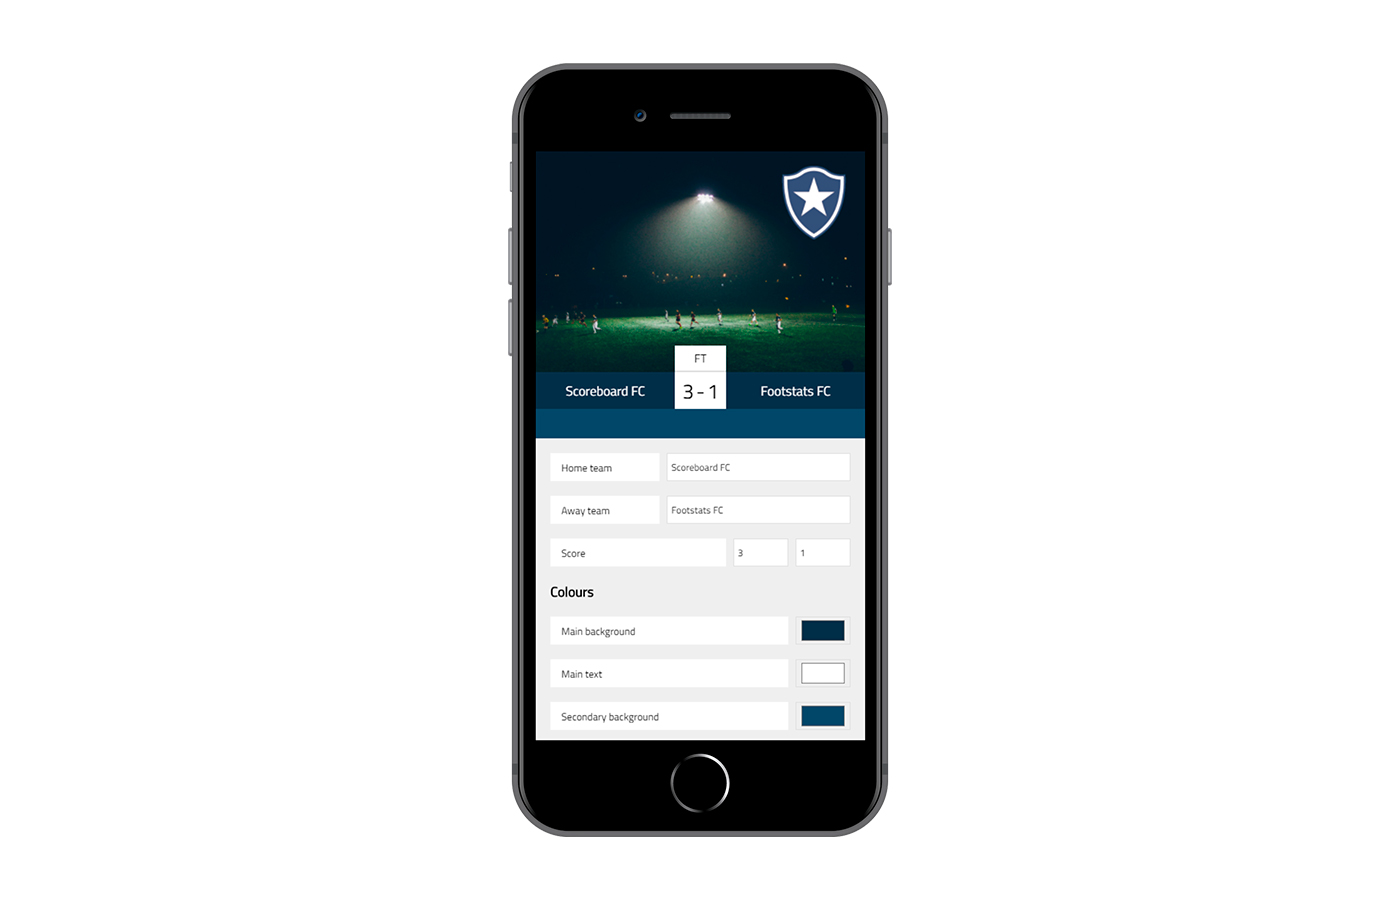 FT
Scoreboard FC 3 - 1 Footstats FC
Home team Scoreboard FC
Away team Footstats FC
Score 3 1
Colours
Main background
Main text
Secondary background